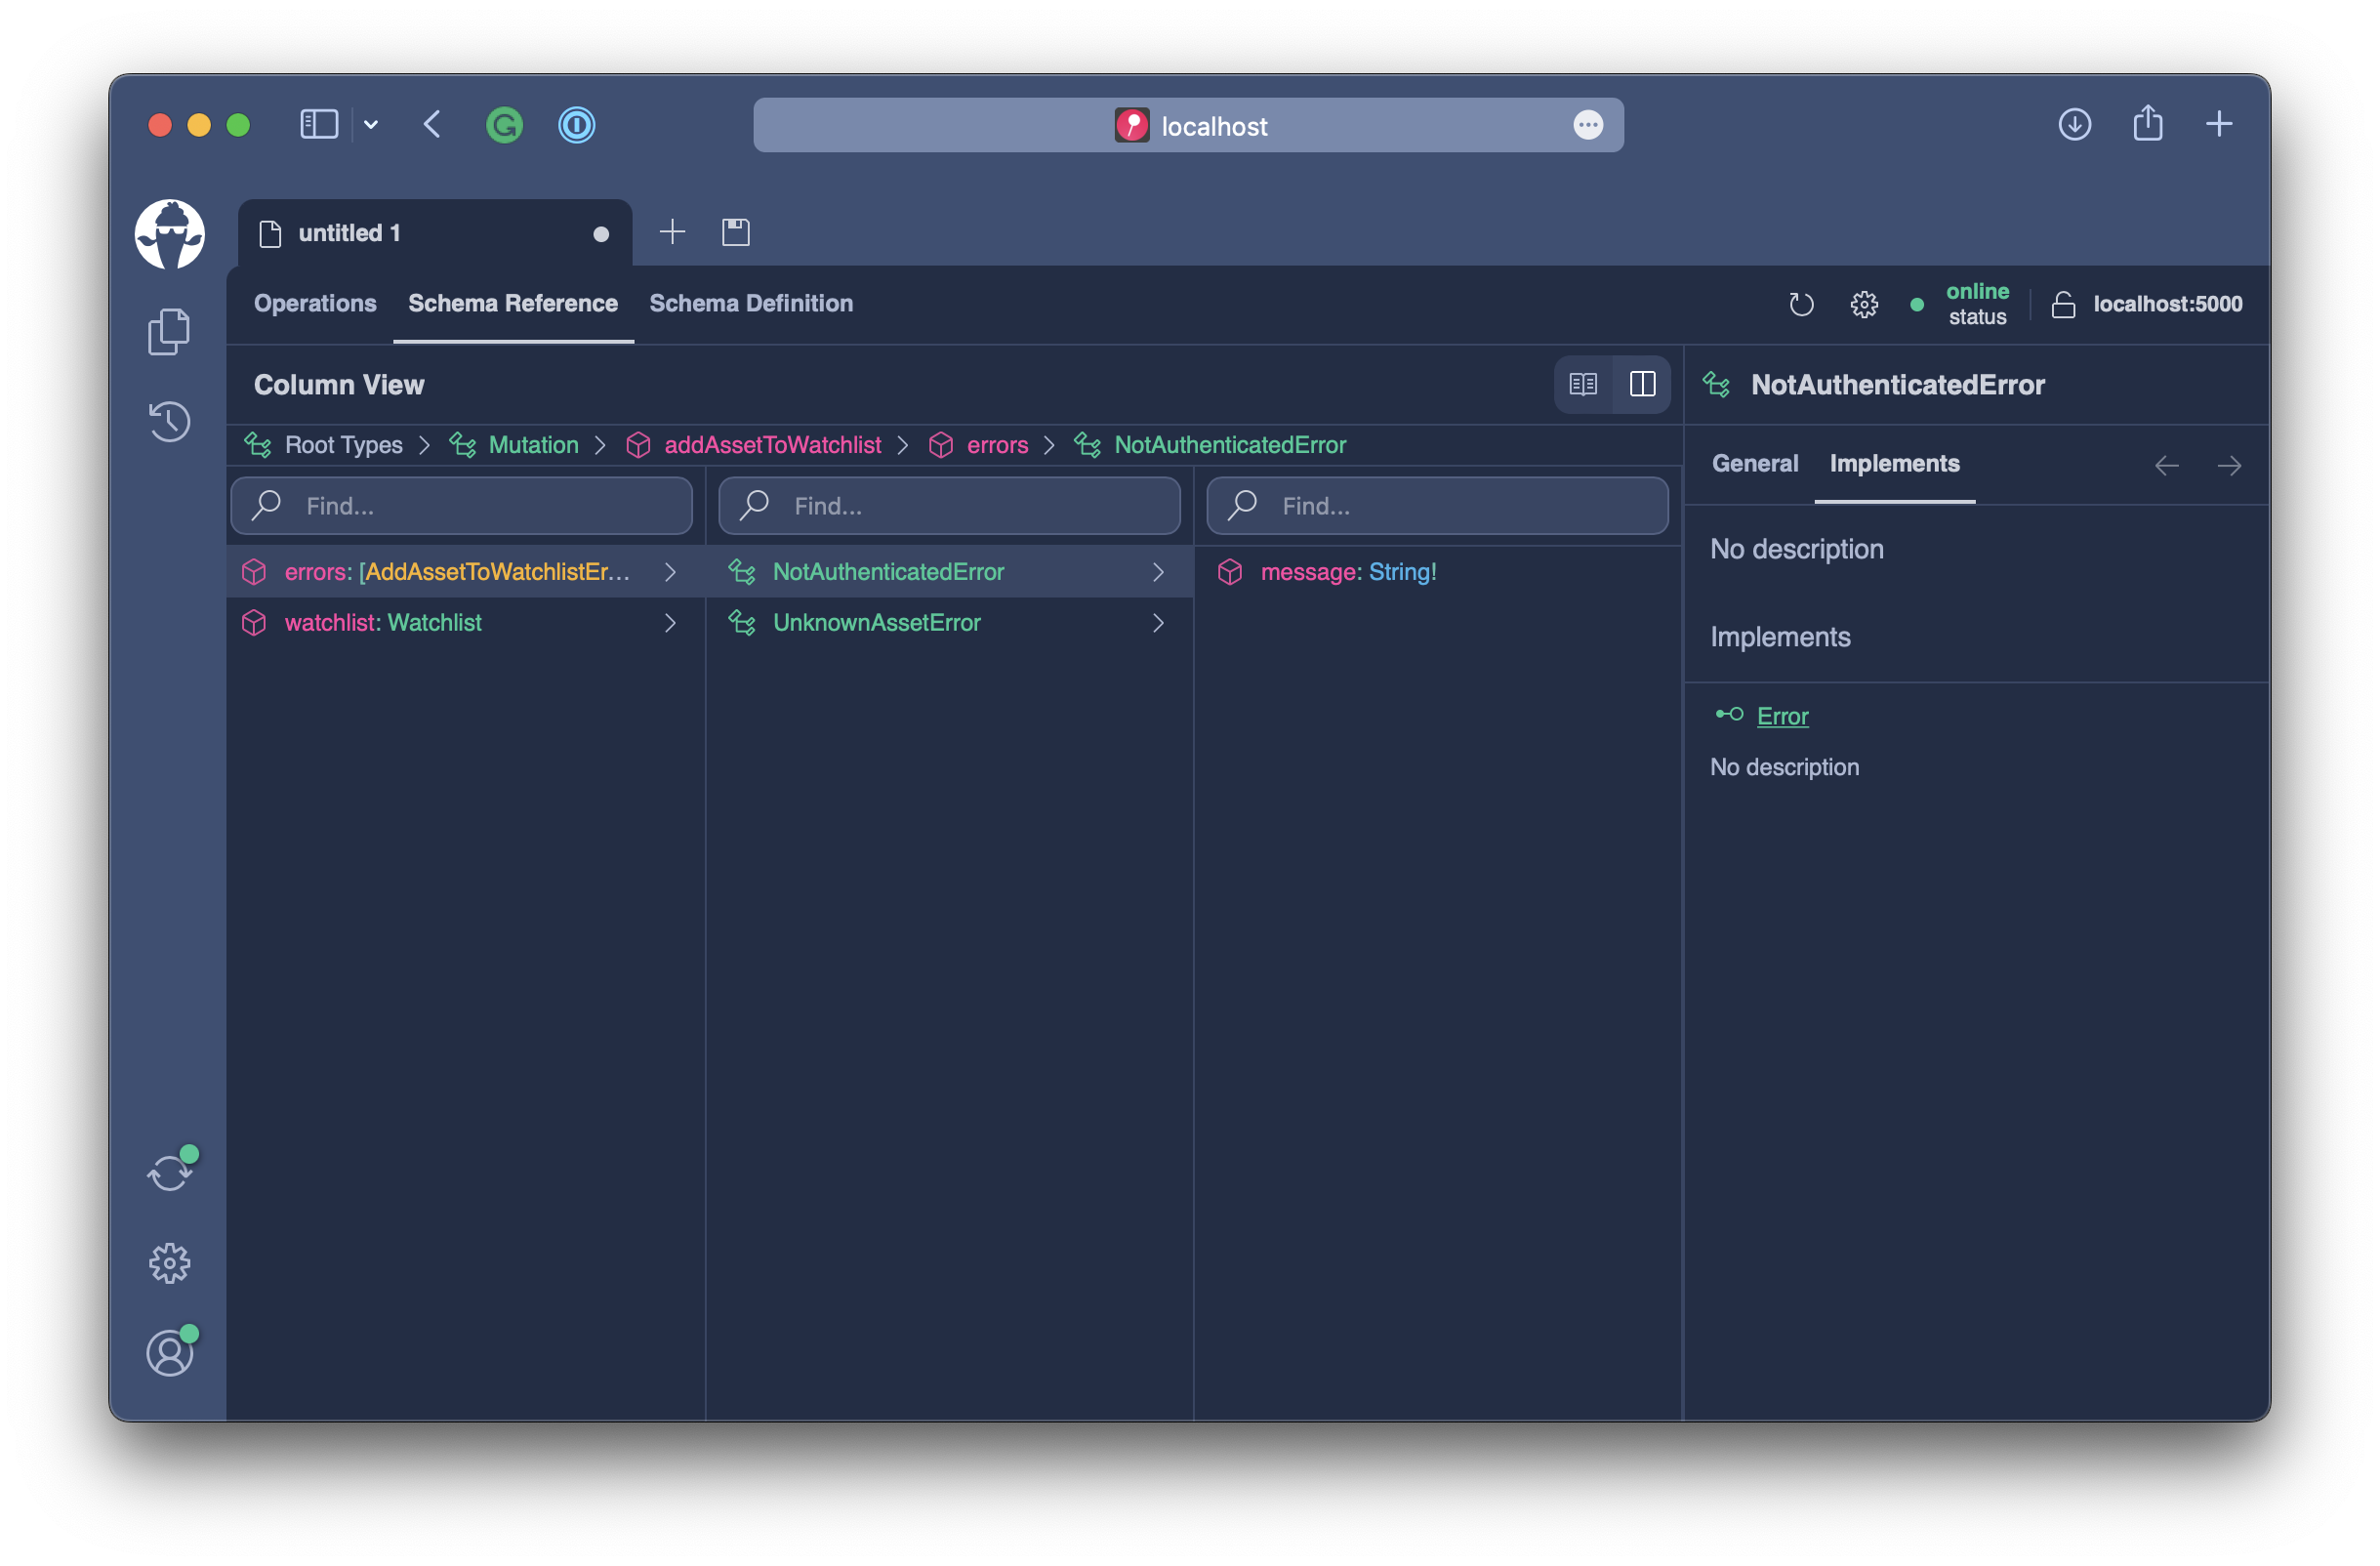 localhost
untitled 1
Operations Schema Reference Schema Definition
online
status
localhost:5000
Column View
NotAuthenticatedError
Root Types > Mutation > addAssetToWatchlist > errors > NotAuthenticatedError
General Implements
Find... Find... Find...
errors: [AddAssetToWatchlistEr... NotAuthenticatedError message: String!
watchlist: Watchlist UnknownAssetError
No description
Implements
Error
No description